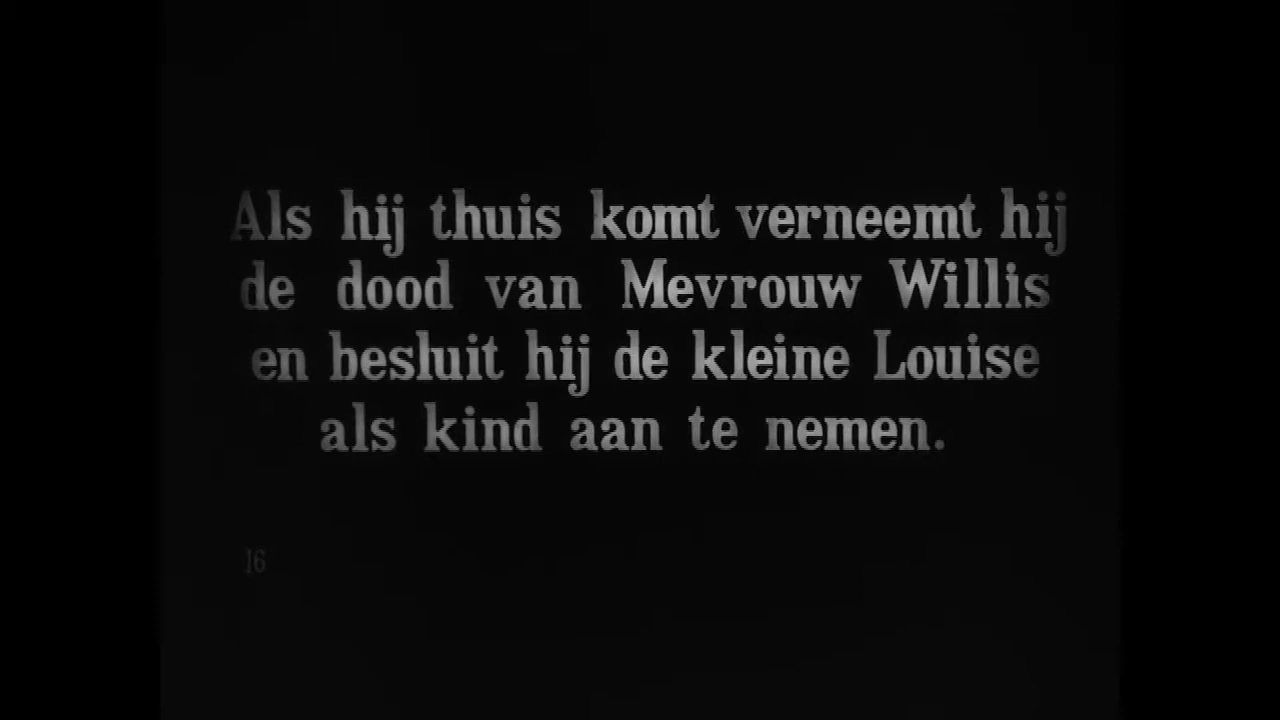 Als hij thuis komt verneemt hij
de dood van Mevrouw Willis
en besluit hij de kleine Louise
als kind aan te nemen.
16